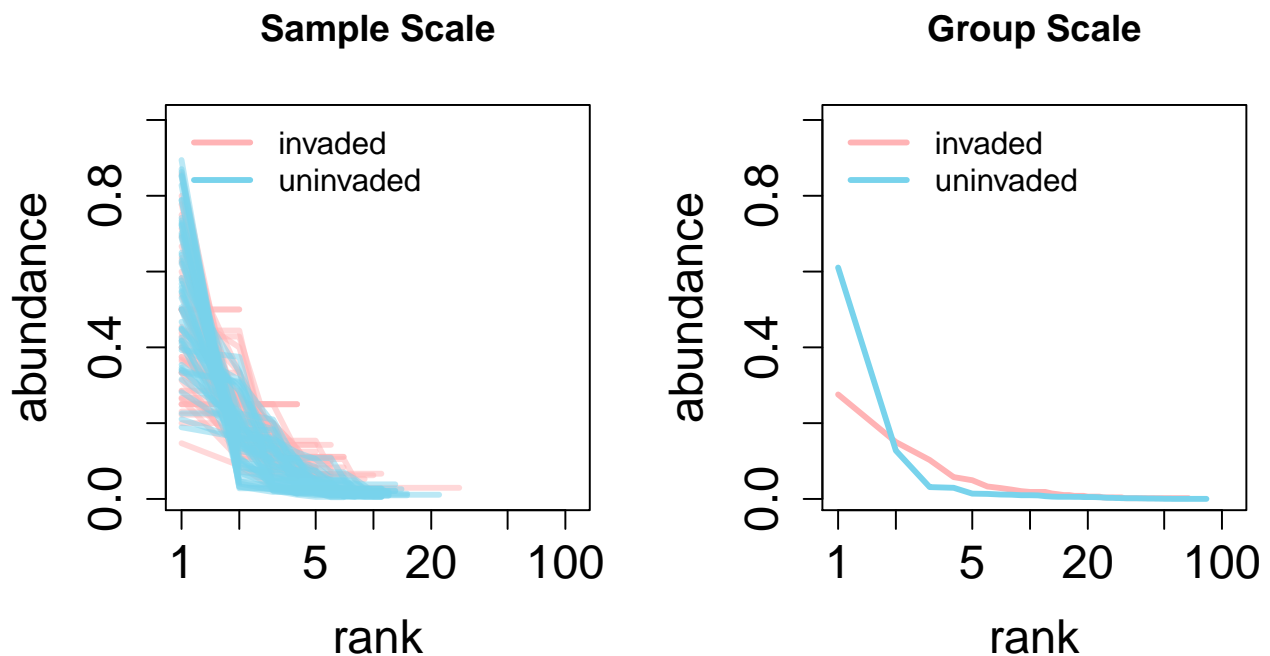 Sample Scale
abundance
0.0 0.4 0.8
invaded
uninvaded
1 5 20 100
rank
Group Scale
abundance
0.0 0.4 0.8
invaded
uninvaded
1 5 20 100
rank